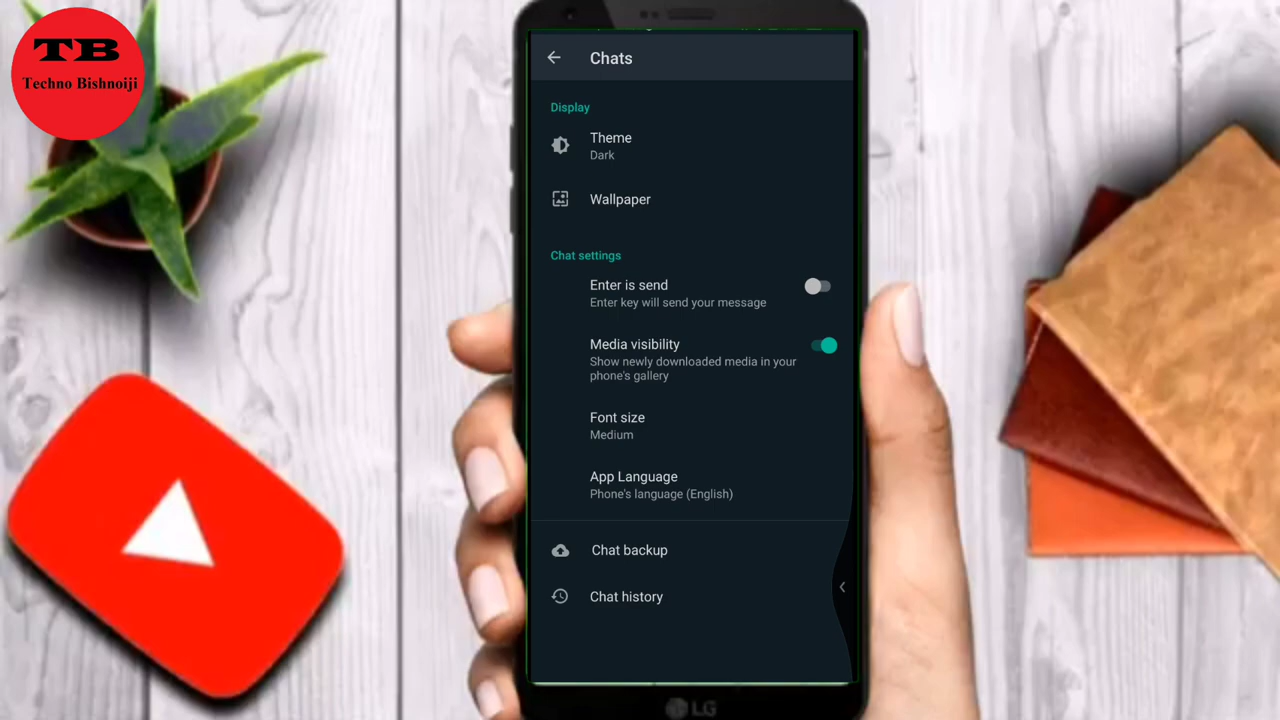 TB
Techno Bishnoiji
Chats
Display
Theme
Dark
Wallpaper
Chat settings
Enter is send
Enter key will send your message
Media visibility
Show newly downloaded media in your
phone's gallery
Font size
Medium
App Language
Phone's language (English)
Chat backup
Chat history
LG